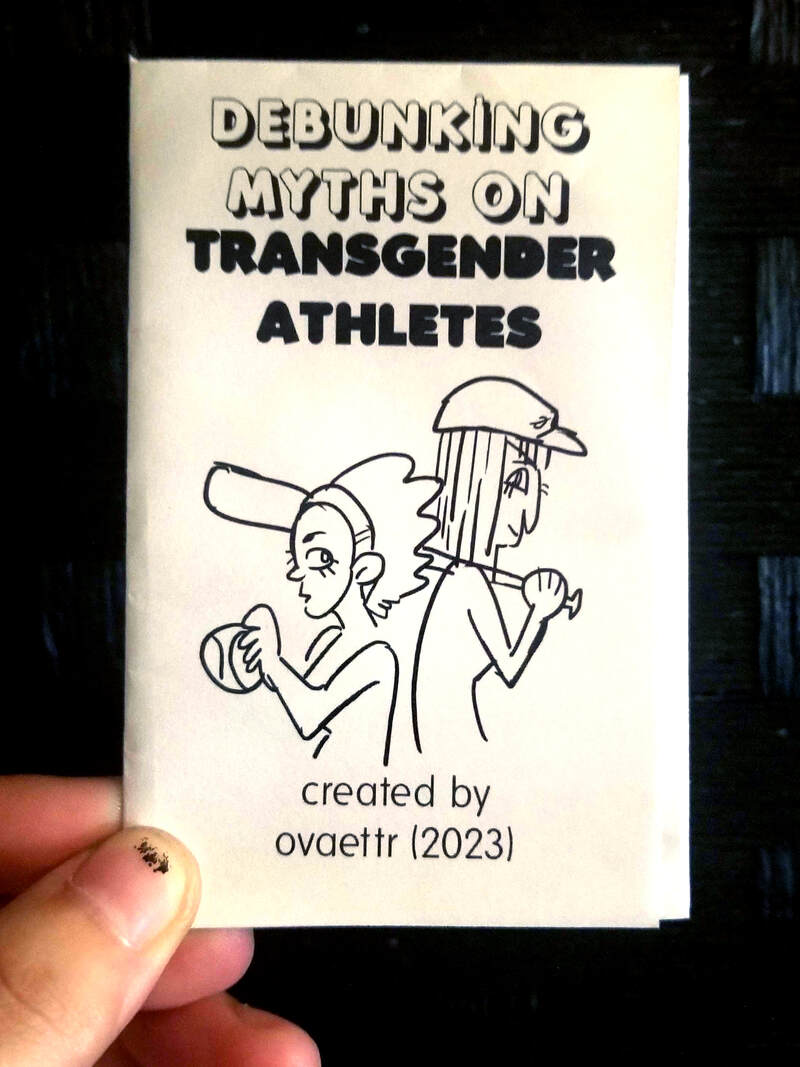 DEBUNKING
MYTHS ON
TRANSGENDER
ATHLETES
created by
ovaettr (2023)